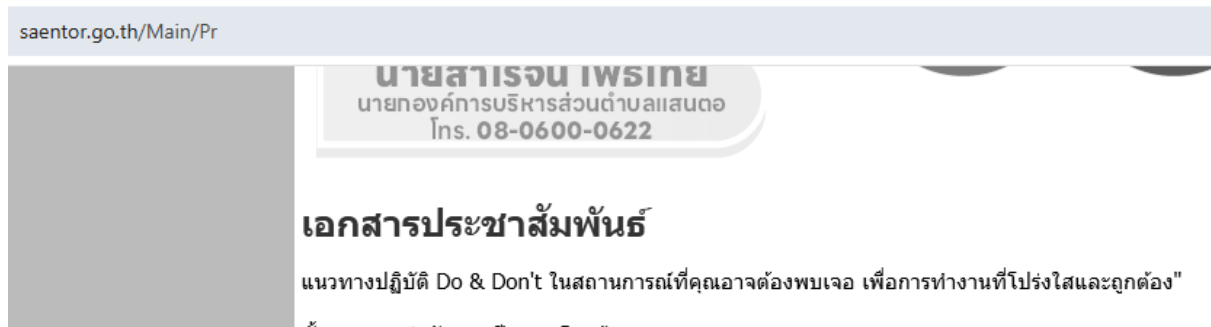 saentor.go.th/Main/Pr
นายสำเริจน โพธิ์ไทย
นายกองค์การบริหารส่วนตำบลแสนตอ
โทร. 08-0600-0622
เอกสารประชาสัมพันธ์
แนวทางปฏิบัติ Do & Don't ในสถานการณ์ที่คุณอาจต้องพบเจอ เพื่อการทำงานที่โปร่งใสและถูกต้อง"